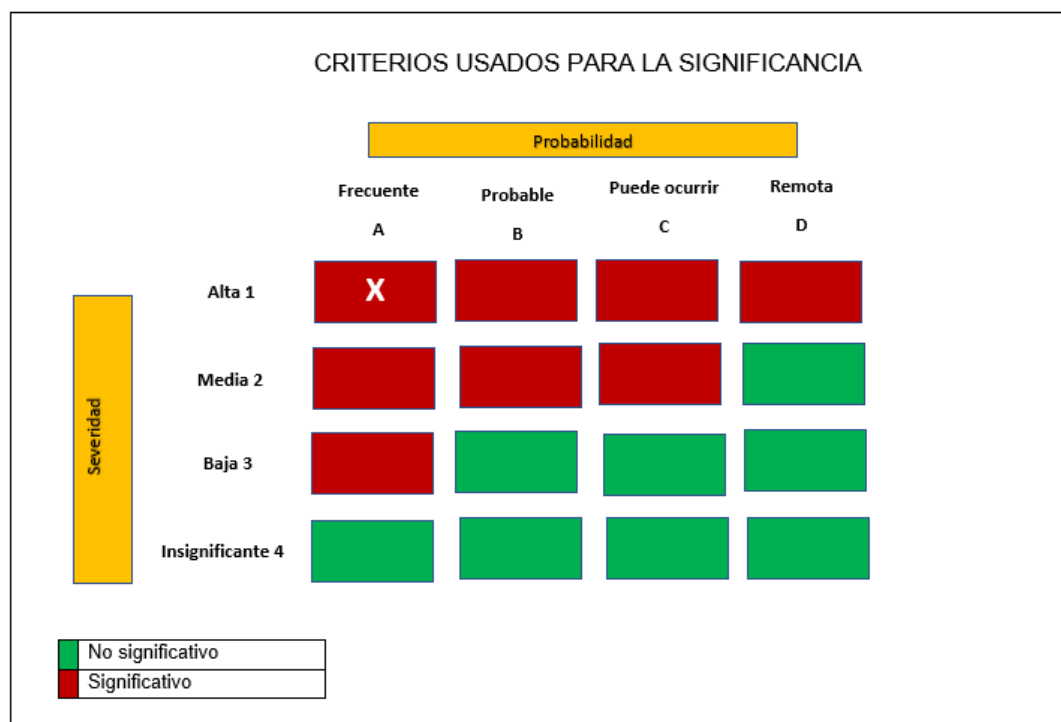 CRITERIOS USADOS PARA LA SIGNIFICANCIA
Probabilidad
Frecuente
Probable
Puede ocurrir
Remota
A
B
C
D
Severidad
Alta 1
X
Media 2
Baja 3
Insignificante 4
No significativo
Significativo